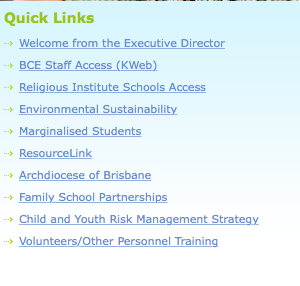 Quick Links
Welcome from the Executive Director
BCE Staff Access (KWeb)
Religious Institute Schools Access
Environmental Sustainability
Marginalised Students
ResourceLink
Archdiocese of Brisbane
Family School Partnerships
Child and Youth Risk Management Strategy
Volunteers/Other Personnel Training